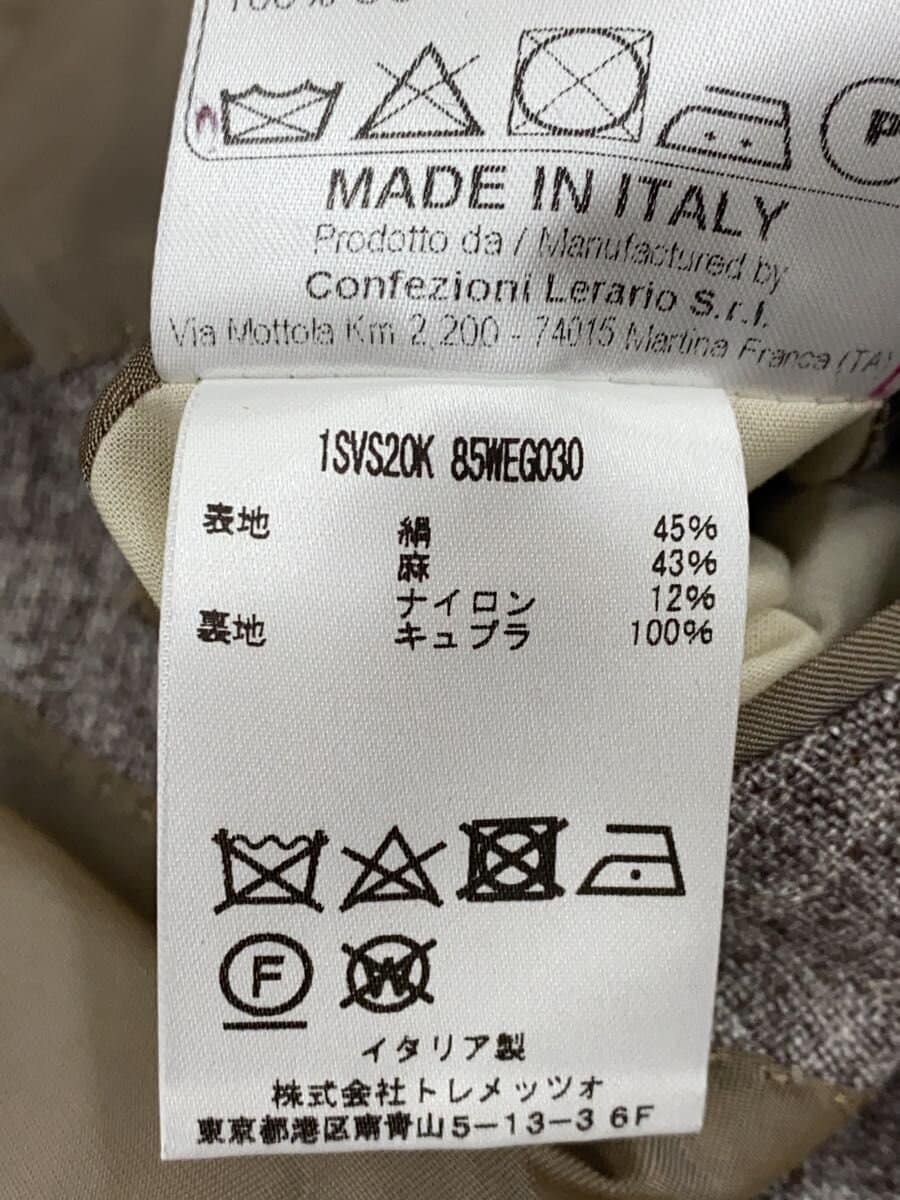 100%
P
MADE IN ITALY
Prodotto da / Manufactured by
Confezioni Lerario S.r.l.
Via Mottola Km 2,200 - 74015 Martina Franca (TA)
1SVS20K 85WEG030
表地 絹 45%
麻 43%
ナイロン 12%
裏地 キュプラ 100%
F W
イタリア製
株式会社トレメッツオ
東京都港区南青山5-13-3 6F